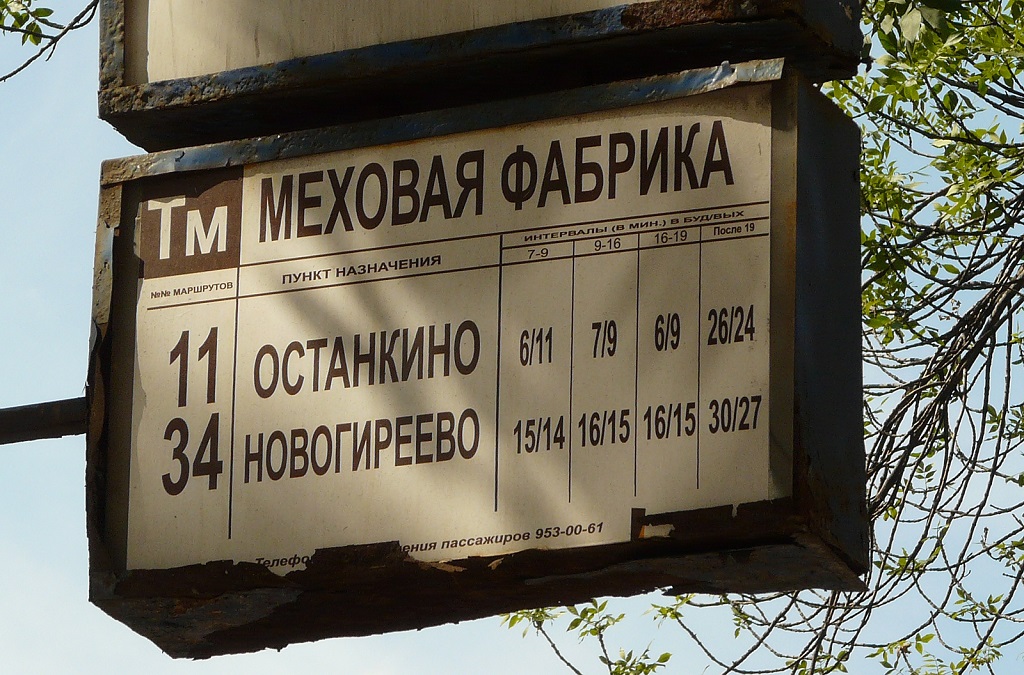 Тм
МЕХОВАЯ ФАБРИКА
№№ МАРШРУТОВ
ПУНКТ НАЗНАЧЕНИЯ
ИНТЕРВАЛЫ (В МИН.) В БУД/ВЫХ
7-9 9-16 16-19 После 19
11 ОСТАНКИНО 6/11 7/9 6/9 26/24
34 НОВОГИРЕЕВО 15/14 16/15 16/15 30/27
пассажиров 953-00-61